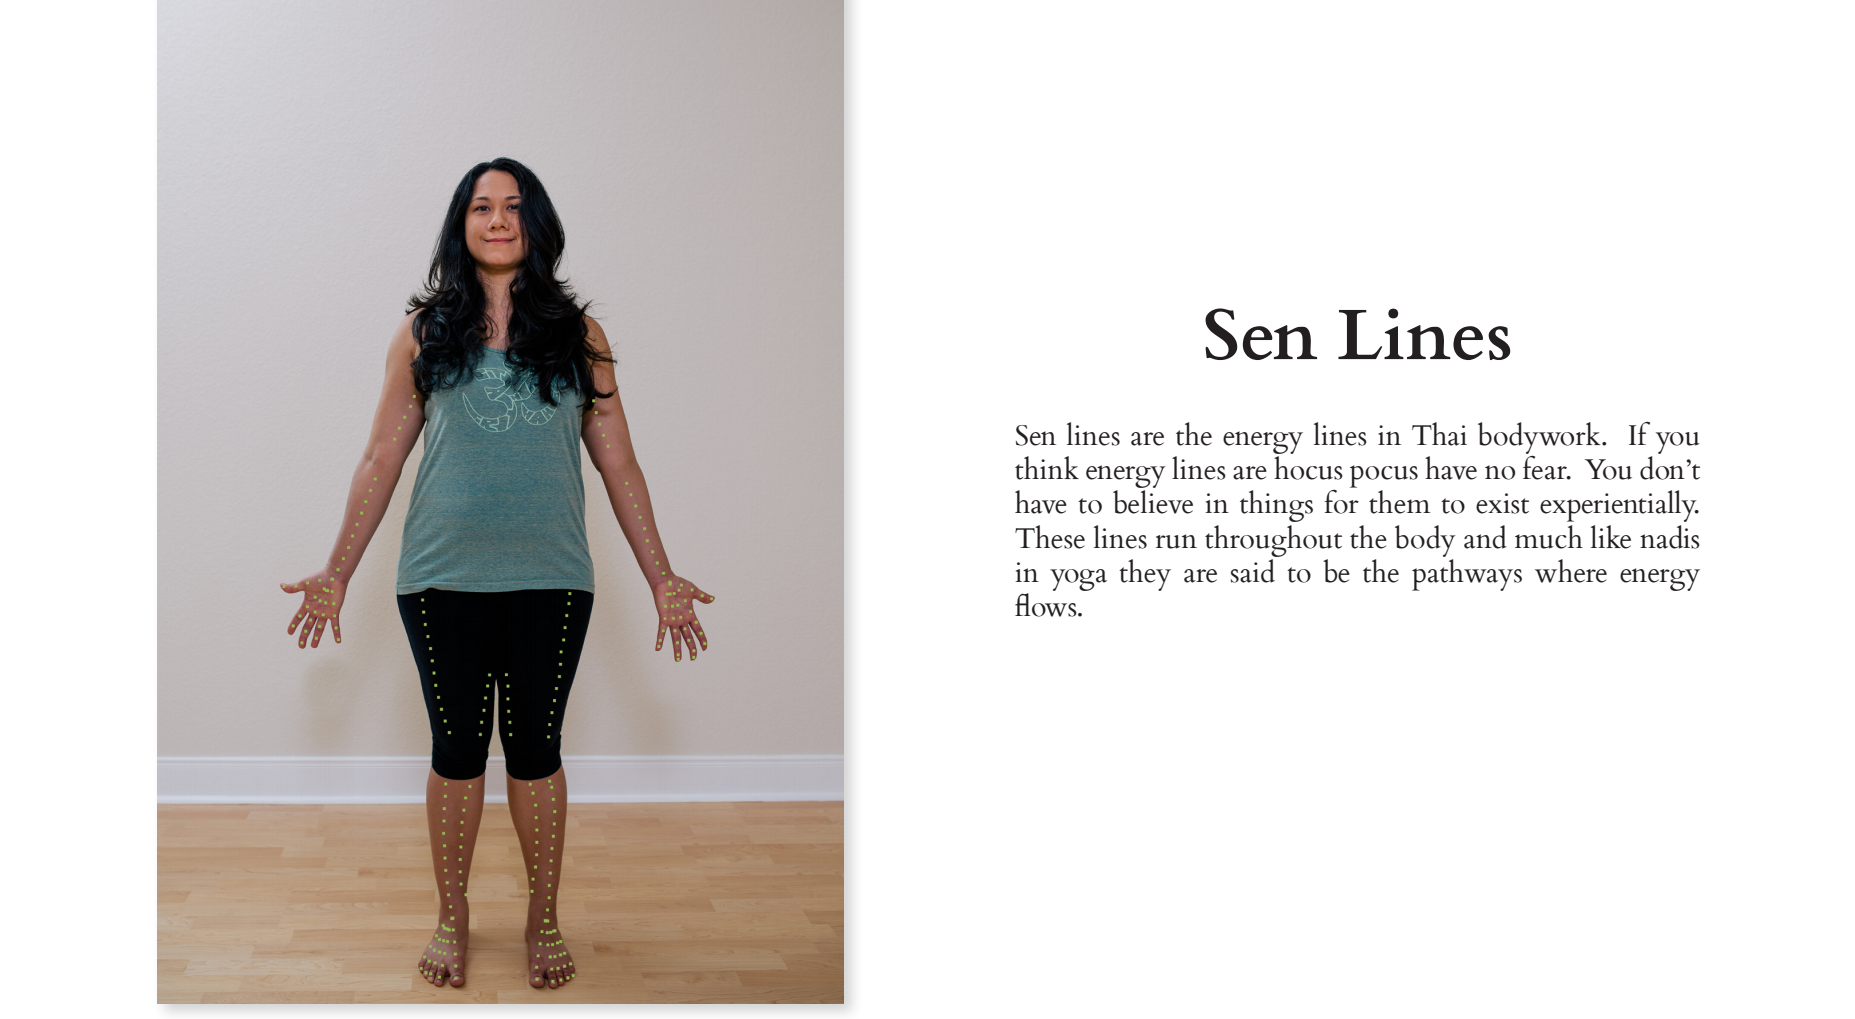 Sen Lines
Sen lines are the energy lines in Thai bodywork.  If you
think energy lines are hocus pocus have no fear.  You don’t
have to believe in things for them to exist experientially.
These lines run throughout the body and much like nadis
in yoga they are said to be the pathways where energy
flows.